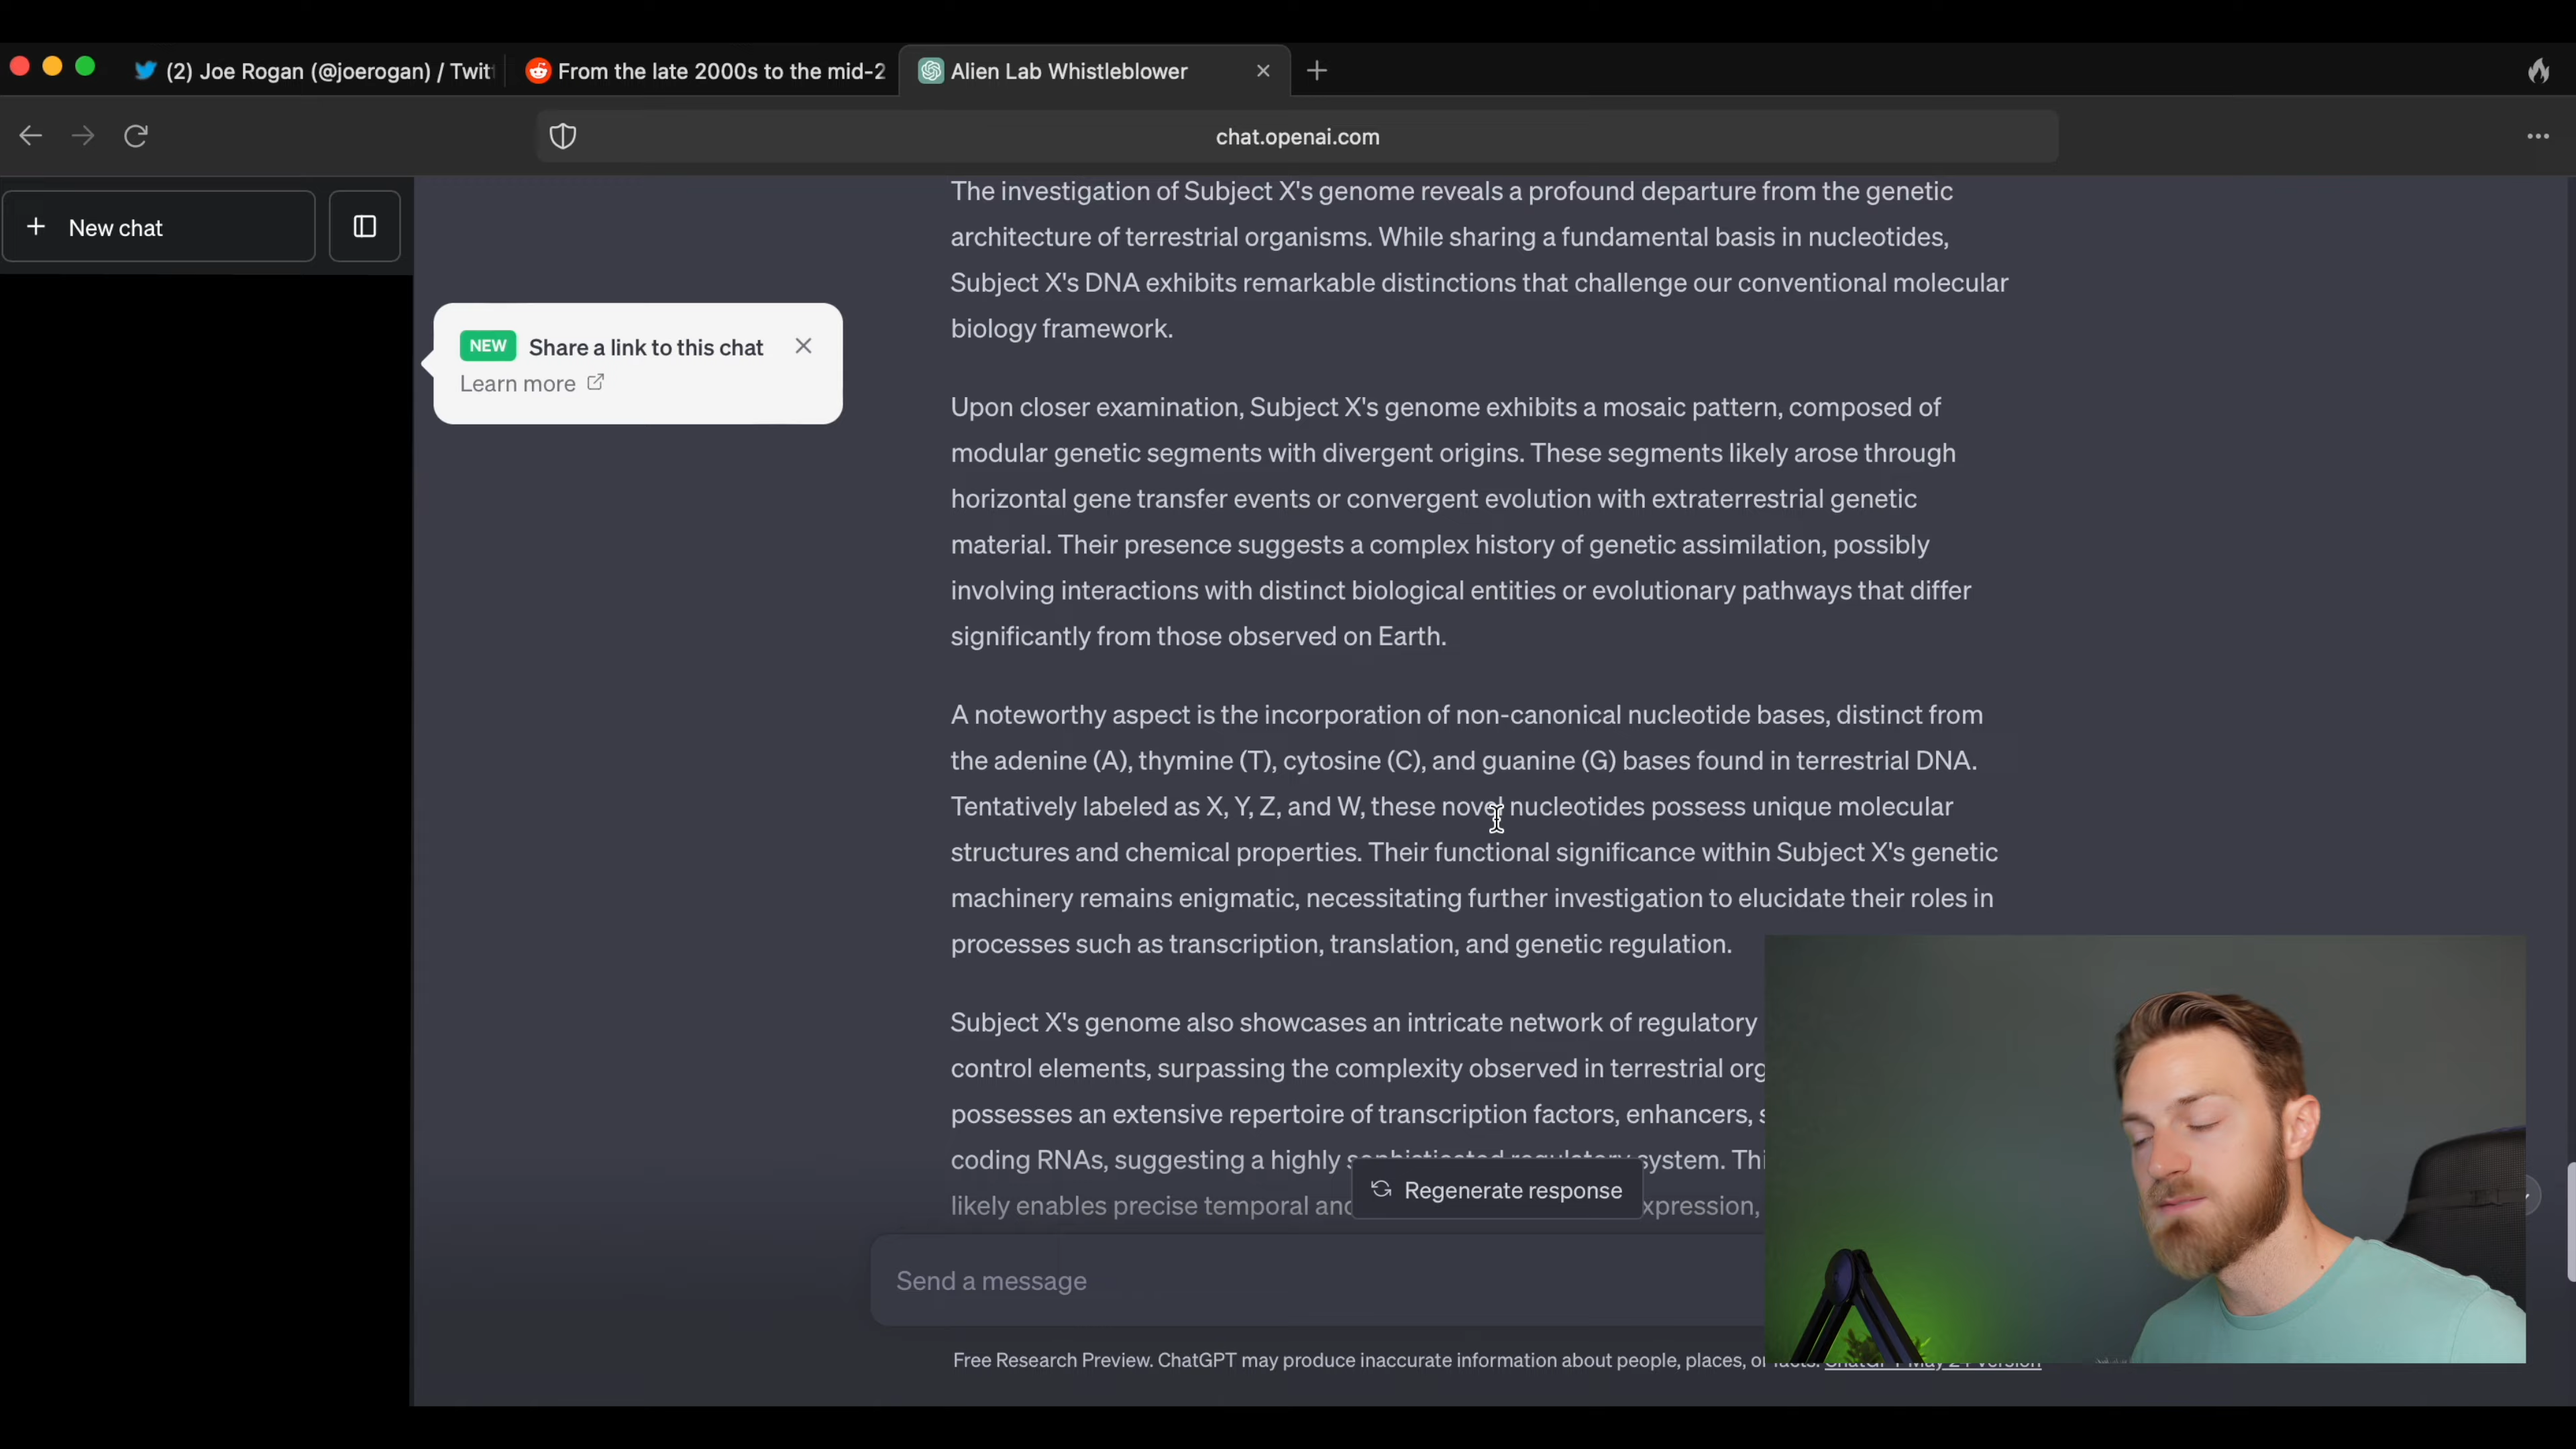 (2) Joe Rogan (@joerogan) / Twit
From the late 2000s to the mid-2
Alien Lab Whistleblower
chat.openai.com
New chat
NEW Share a link to this chat
Learn more
The investigation of Subject X's genome reveals a profound departure from the genetic
architecture of terrestrial organisms. While sharing a fundamental basis in nucleotides,
Subject X's DNA exhibits remarkable distinctions that challenge our conventional molecular
biology framework.
Upon closer examination, Subject X's genome exhibits a mosaic pattern, composed of
modular genetic segments with divergent origins. These segments likely arose through
horizontal gene transfer events or convergent evolution with extraterrestrial genetic
material. Their presence suggests a complex history of genetic assimilation, possibly
involving interactions with distinct biological entities or evolutionary pathways that differ
significantly from those observed on Earth.
A noteworthy aspect is the incorporation of non-canonical nucleotide bases, distinct from
the adenine (A), thymine (T), cytosine (C), and guanine (G) bases found in terrestrial DNA.
Tentatively labeled as X, Y, Z, and W, these novel nucleotides possess unique molecular
structures and chemical properties. Their functional significance within Subject X's genetic
machinery remains enigmatic, necessitating further investigation to elucidate their roles in
processes such as transcription, translation, and genetic regulation.
Subject X's genome also showcases an intricate network of regulatory
control elements, surpassing the complexity observed in terrestrial org
possesses an extensive repertoire of transcription factors, enhancers, s
coding RNAs, suggesting a highly sophisticated regulatory system. Thi
likely enables precise temporal and xpression,
Regenerate response
Send a message
Free Research Preview. ChatGPT may produce inaccurate information about people, places, or facts. ChatGPT May 24 Version